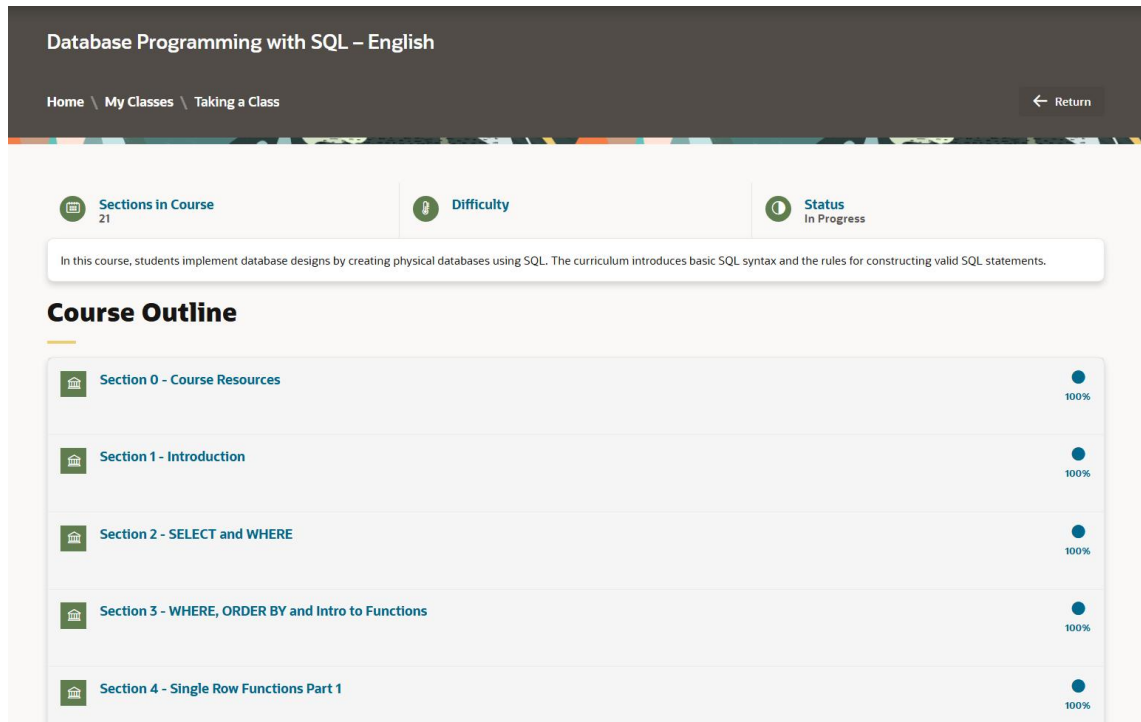 Database Programming with SQL – English
Home \ My Classes \ Taking a Class
← Return
Sections in Course
21
Difficulty
Status
In Progress
In this course, students implement database designs by creating physical databases using SQL. The curriculum introduces basic SQL syntax and the rules for constructing valid SQL statements.
Course Outline
Section 0 - Course Resources
100%
Section 1 - Introduction
100%
Section 2 - SELECT and WHERE
100%
Section 3 - WHERE, ORDER BY and Intro to Functions
100%
Section 4 - Single Row Functions Part 1
100%